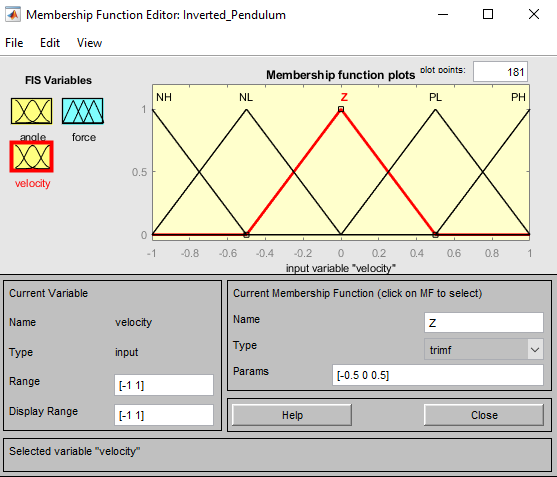 Membership Function Editor: Inverted_Pendulum
File Edit View
FIS Variables
angle force
velocity
Membership function plots
plot points: 181
NH NL Z PL PH
1
0.5
0
-1 -0.8 -0.6 -0.4 -0.2 0 0.2 0.4 0.6 0.8 1
input variable "velocity"
Current Variable
Name velocity
Type input
Range [-1 1]
Display Range [-1 1]
Current Membership Function (click on MF to select)
Name Z
Type trimf
Params [-0.5 0 0.5]
Help Close
Selected variable "velocity"